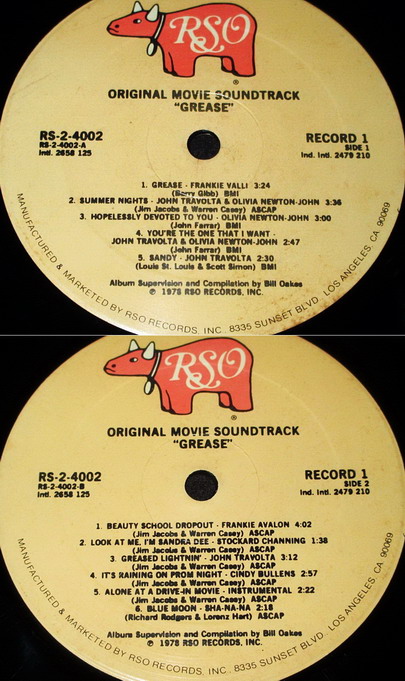 RSO
®
ORIGINAL MOVIE SOUNDTRACK
"GREASE"
RS-2-4002
RS-2-4002-A
Intl. 2658 125
RECORD 1
SIDE 1
Ind. Intl. 2479 210
1. GREASE - FRANKIE VALLI 3:24
(Barry Gibb) BMI
2. SUMMER NIGHTS - JOHN TRAVOLTA & OLIVIA NEWTON-JOHN 3:36
(Jim Jacobs & Warren Casey) ASCAP
3. HOPELESSLY DEVOTED TO YOU - OLIVIA NEWTON-JOHN 3:00
(John Farrar) BMI
4. YOU'RE THE ONE THAT I WANT -
JOHN TRAVOLTA & OLIVIA NEWTON-JOHN 2:47
(John Farrar) BMI
5. SANDY - JOHN TRAVOLTA 2:30
(Louis St. Louis & Scott Simon) BMI
Album Supervision and Compilation by Bill Oakes
℗ 1978 RSO RECORDS, INC.
MANUFACTURED & MARKETED BY RSO RECORDS, INC. 8335 SUNSET BLVD. LOS ANGELES, CA. 90069
RSO
®
ORIGINAL MOVIE SOUNDTRACK
"GREASE"
RS-2-4002
RS-2-4002-B
Intl. 2658 125
RECORD 1
SIDE 2
Ind. Intl. 2479 210
1. BEAUTY SCHOOL DROPOUT - FRANKIE AVALON 4:02
(Jim Jacobs & Warren Casey) ASCAP
2. LOOK AT ME, I'M SANDRA DEE - STOCKARD CHANNING 1:38
(Jim Jacobs & Warren Casey) ASCAP
3. GREASED LIGHTNIN' - JOHN TRAVOLTA 3:12
(Jim Jacobs & Warren Casey) ASCAP
4. IT'S RAINING ON PROM NIGHT - CINDY BULLENS 2:57
(Jim Jacobs & Warren Casey) ASCAP
5. ALONE AT A DRIVE-IN MOVIE - INSTRUMENTAL 2:22
(Jim Jacobs & Warren Casey) ASCAP
6. BLUE MOON - SHA-NA-NA 2:18
(Richard Rodgers & Lorenz Hart) ASCAP
Album Supervision and Compilation by Bill Oakes
℗ 1978 RSO RECORDS, INC.
MANUFACTURED & MARKETED BY RSO RECORDS, INC. 8335 SUNSET BLVD. LOS ANGELES, CA. 90069